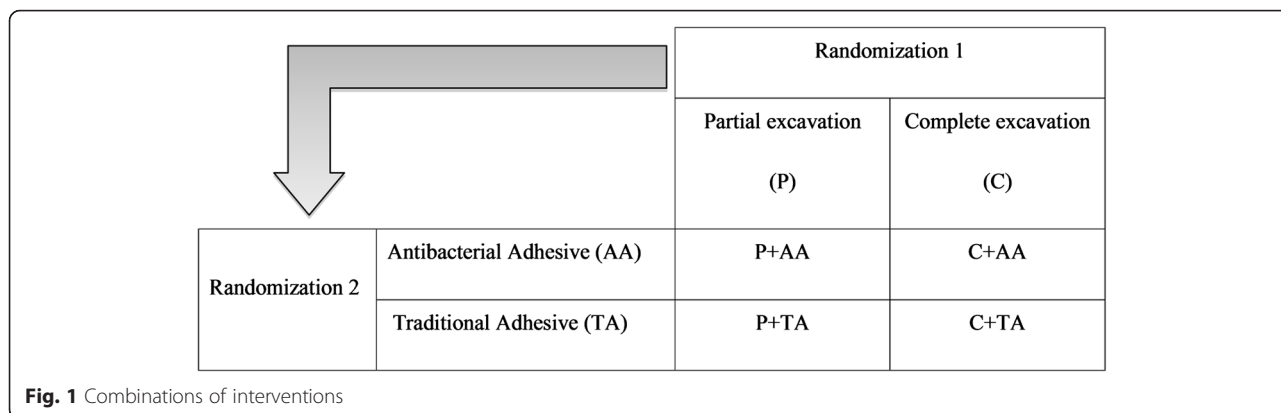 Randomization 1
Partial excavation
(P)
Complete excavation
(C)
Randomization 2
Antibacterial Adhesive (AA)
P+AA
C+AA
Traditional Adhesive (TA)
P+TA
C+TA
Fig. 1 Combinations of interventions